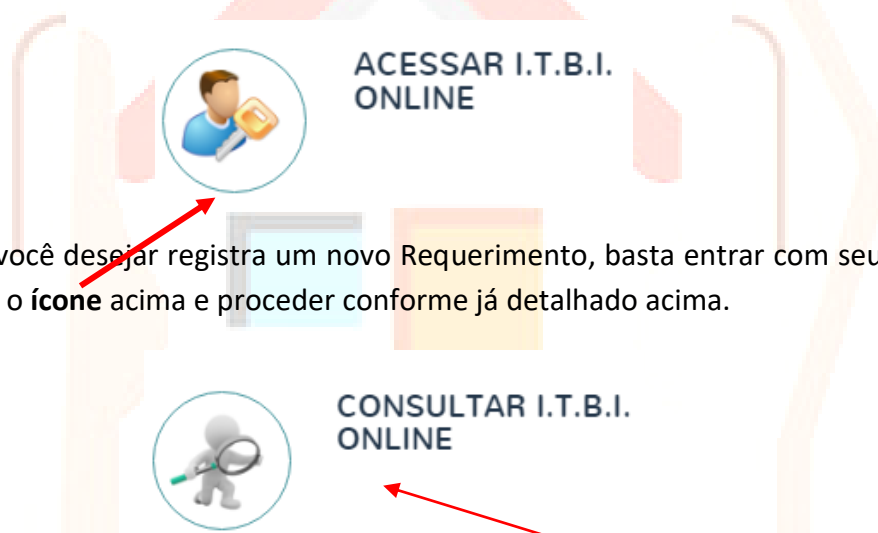 ACESSAR I.T.B.I.
ONLINE
você desejar registra um novo Requerimento, basta entrar com seu
o ícone acima e proceder conforme já detalhado acima.
CONSULTAR I.T.B.I.
ONLINE